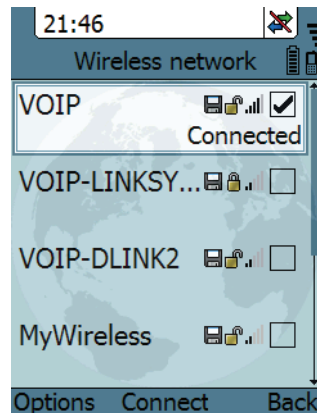 21:46
Wireless network
VOIP
Connected
VOIP-LINKSY...
VOIP-DLINK2
MyWireless
Options Connect Back